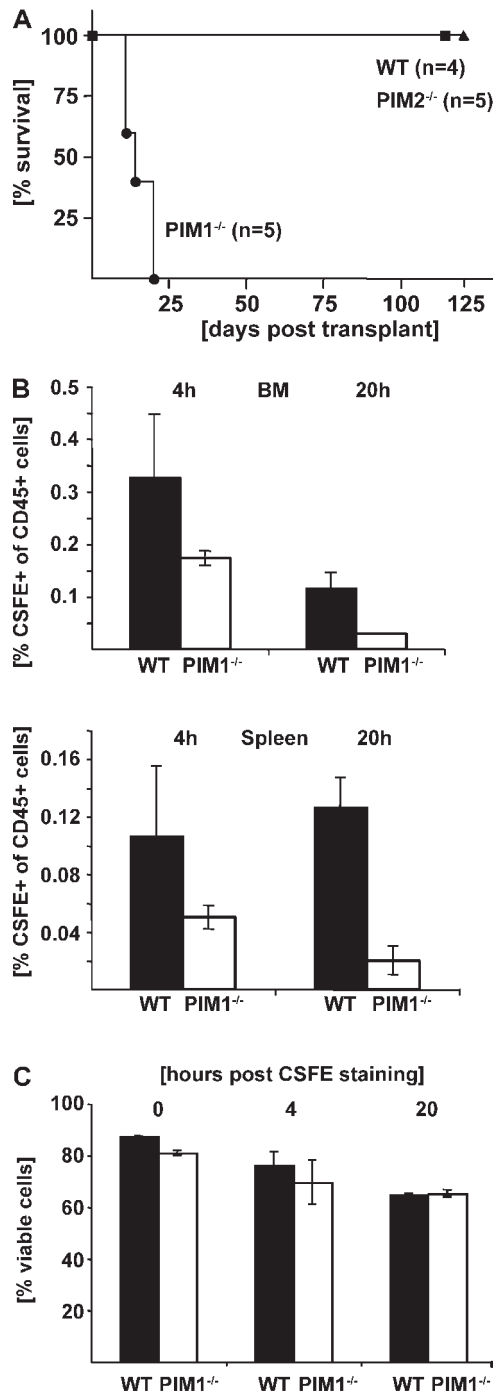 A
[% survival]
100
75
50
25
WT (n=4)
PIM2-/- (n=5)
PIM1-/- (n=5)
25 50 75 100 125
[days post transplant]
B
[% CSFE+ of CD45+ cells]
0.5
0.4
0.3
0.2
0.1
4h BM 20h
WT PIM1-/- WT PIM1-/-
[% CSFE+ of CD45+ cells]
0.16
0.12
0.08
0.04
4h Spleen 20h
WT PIM1-/- WT PIM1-/-
C
[hours post CSFE staining]
0 4 20
[% viable cells]
100
80
60
40
20
WT PIM1-/- WT PIM1-/- WT PIM1-/-